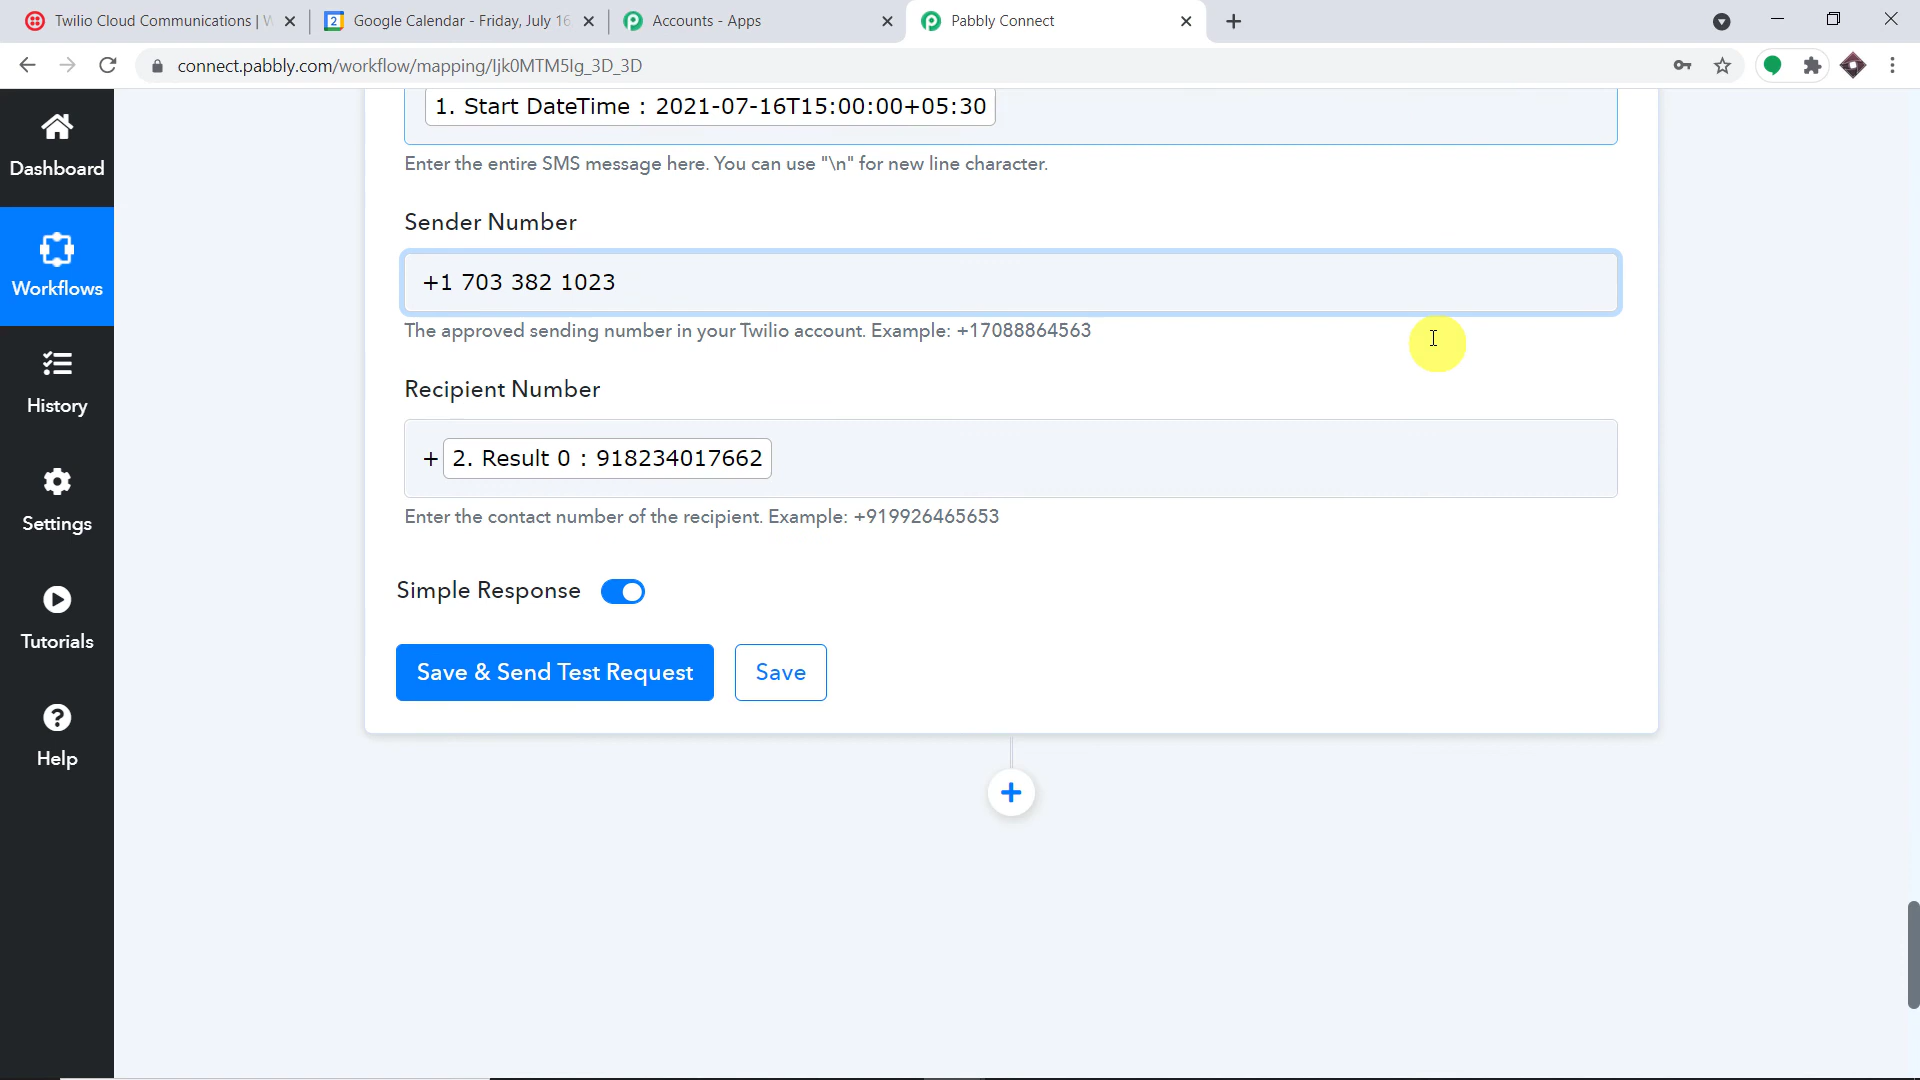 Twilio Cloud Communications | W
Google Calendar - Friday, July 16
Accounts - Apps
Pabbly Connect
connect.pabbly.com/workflow/mapping/Ijk0MTM5Ig_3D_3D
Dashboard
Workflows
History
Settings
Tutorials
Help
1. Start DateTime : 2021-07-16T15:00:00+05:30
Enter the entire SMS message here. You can use "\n" for new line character.
Sender Number
+1 703 382 1023
The approved sending number in your Twilio account. Example: +17088864563
Recipient Number
+ 2. Result 0 : 918234017662
Enter the contact number of the recipient. Example: +919926465653
Simple Response
Save & Send Test Request
Save